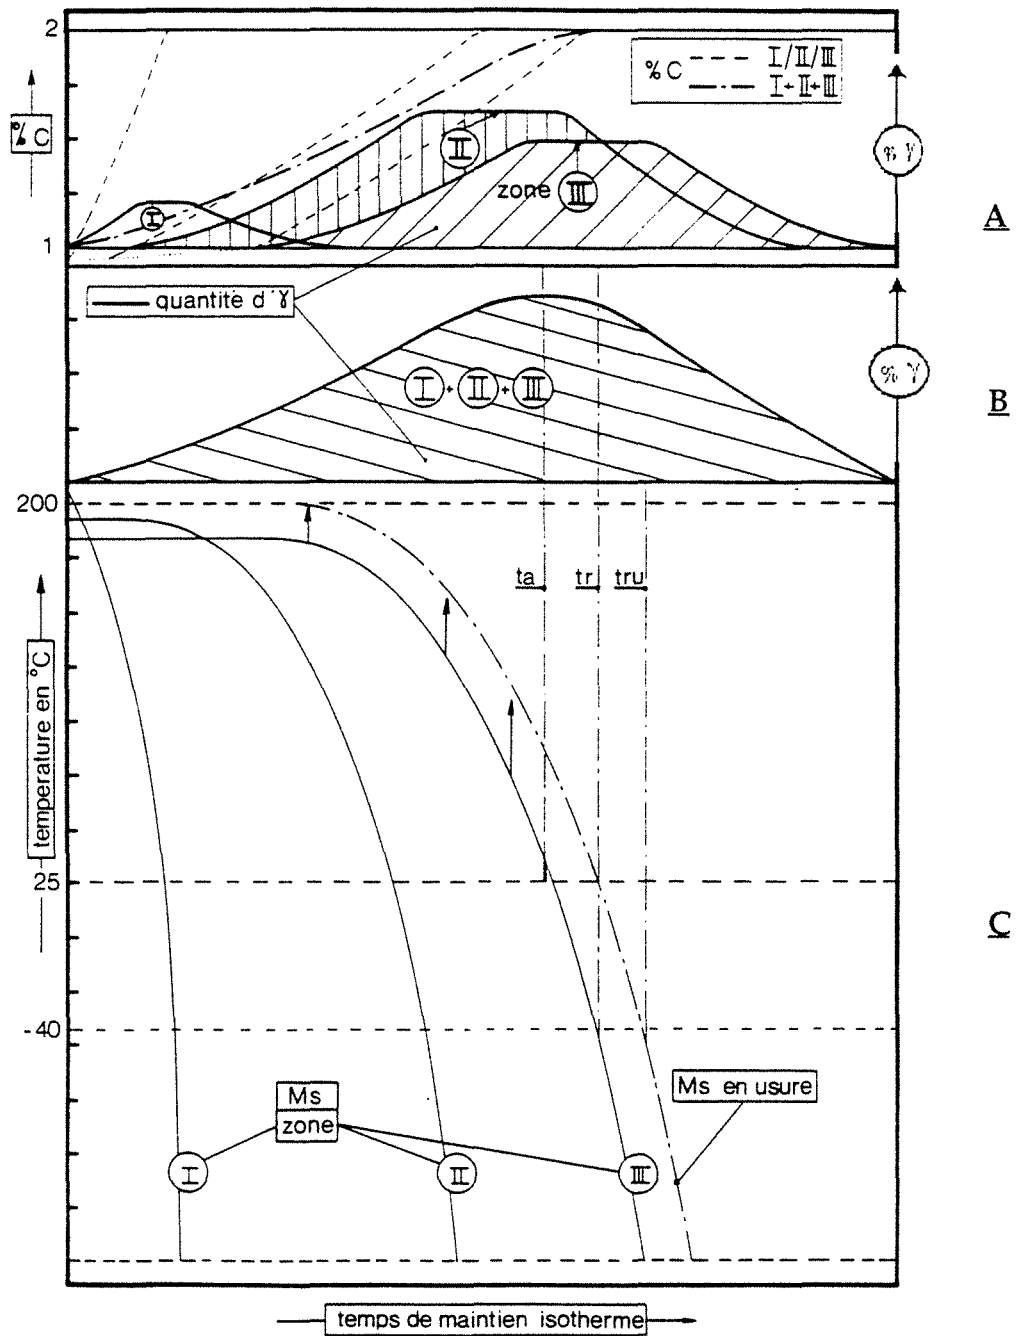 2
% C
1
% C
I/II/III
I+II+III
I
II
zone III
% γ
A
quantité d'γ
I + II + III
% γ
B
200
ta
tr
tru
température en °C
25
-40
C
Ms
zone
Ms en usure
I
II
III
temps de maintien isotherme